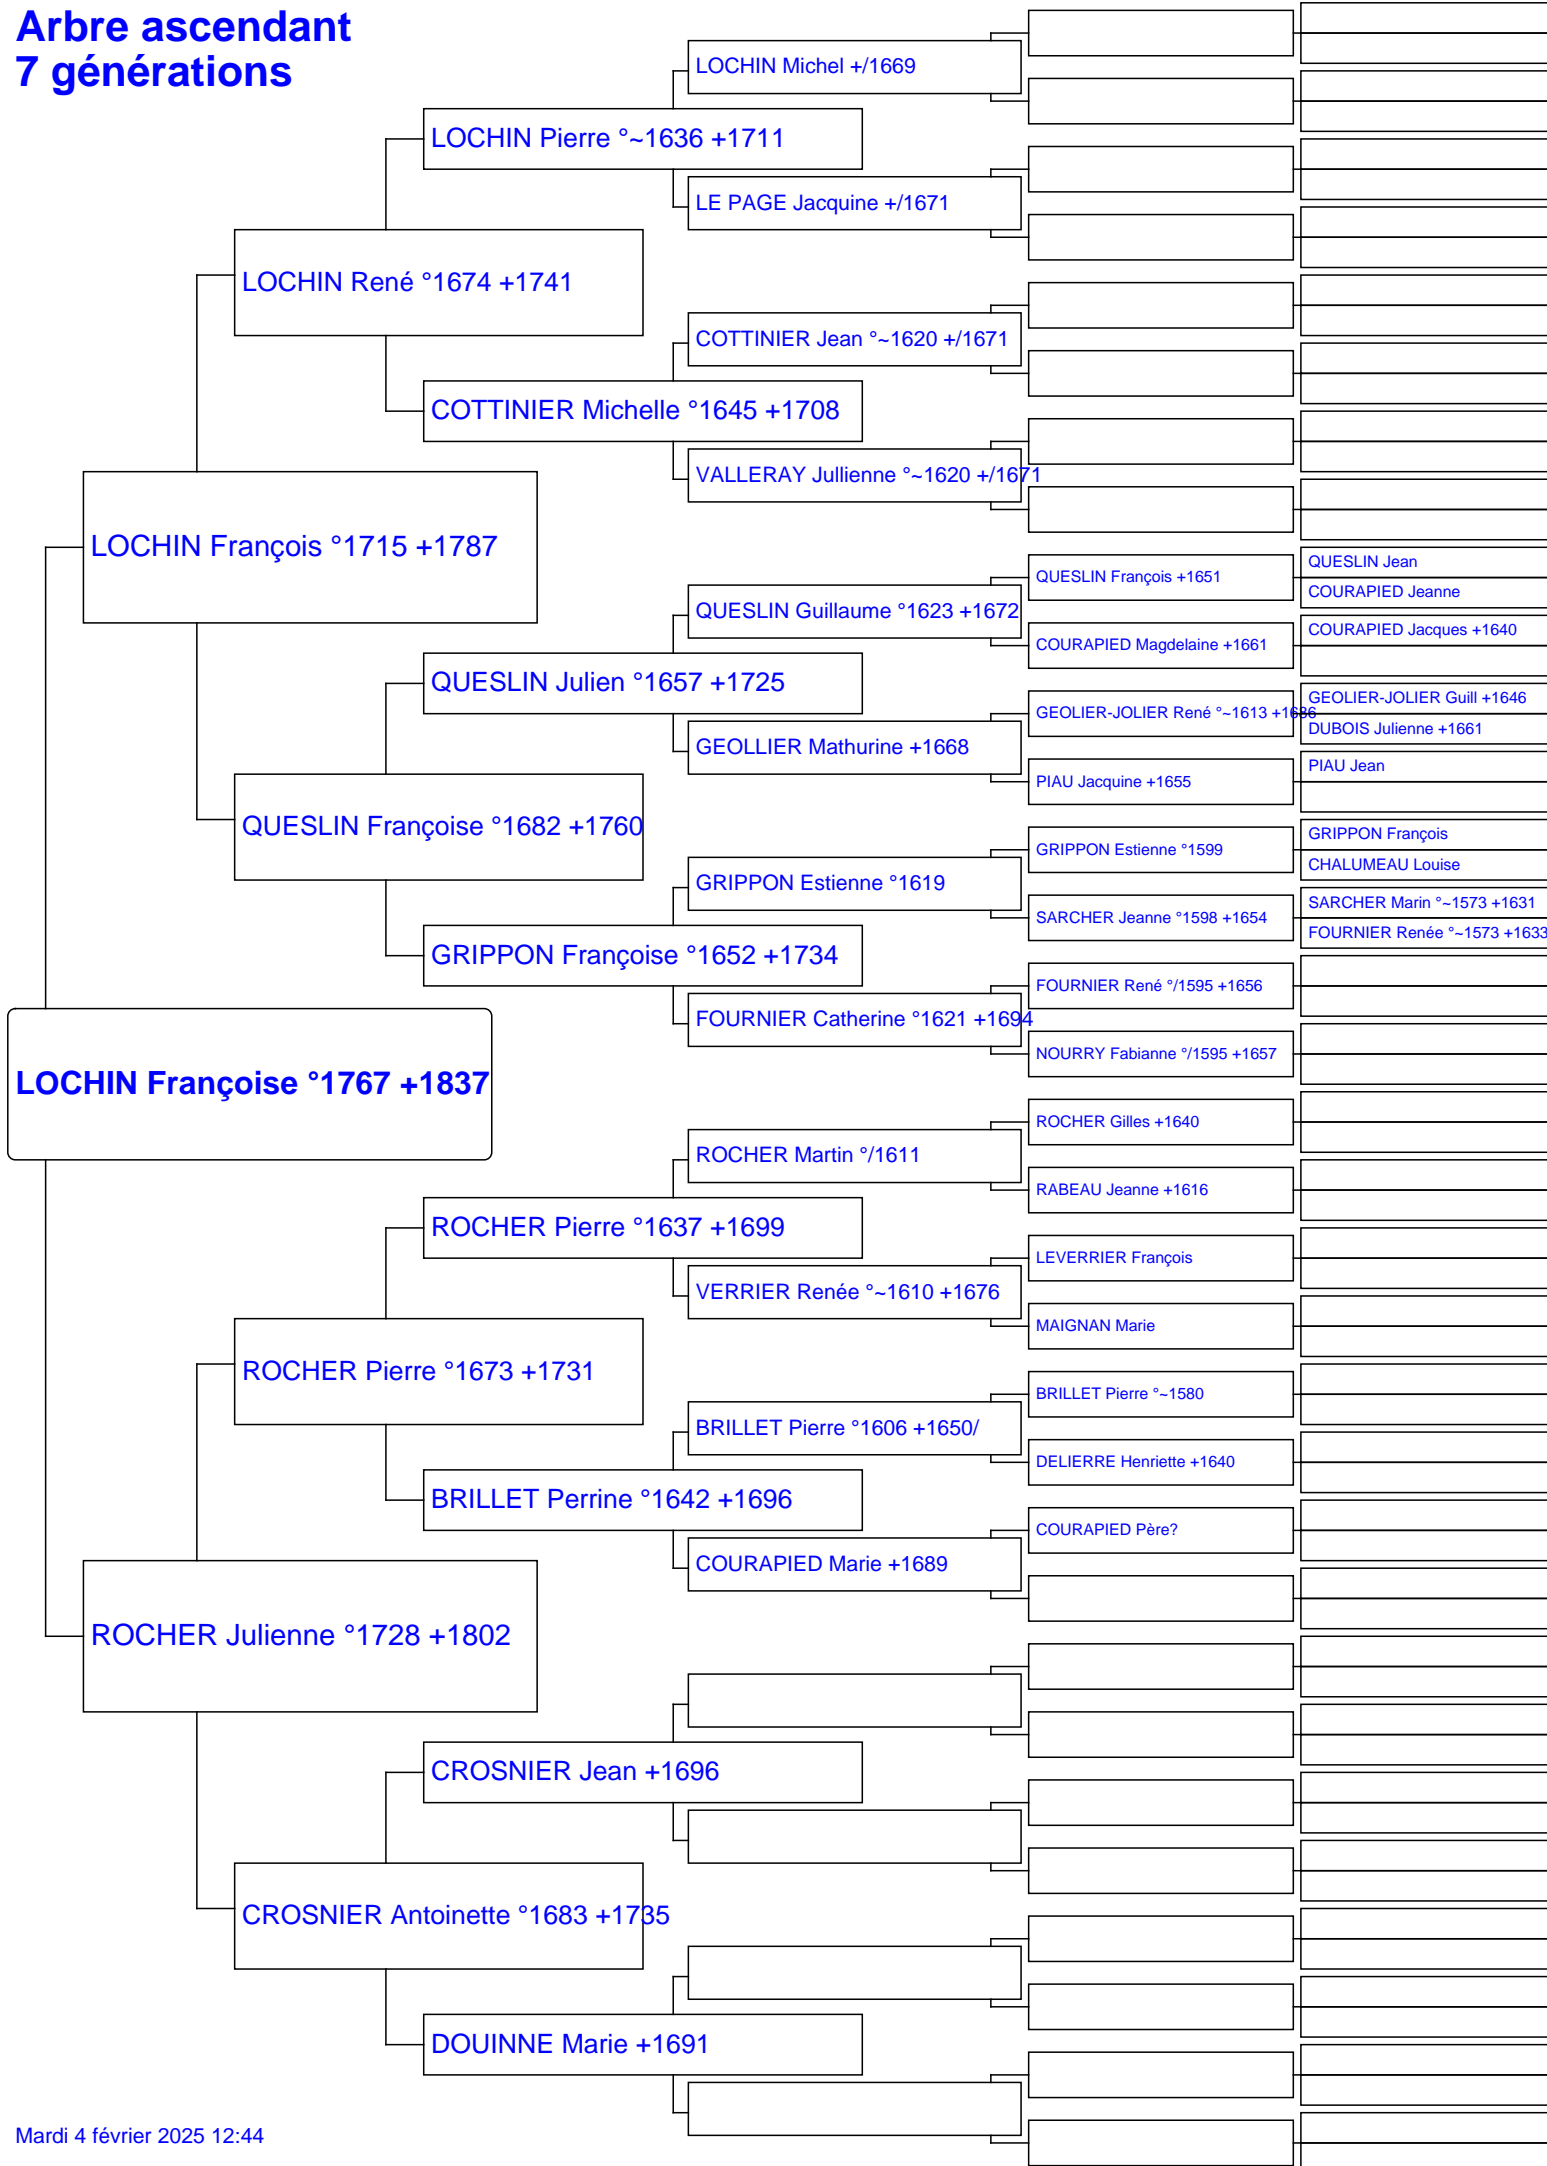 Arbre ascendant
7 générations
LOCHIN Michel +/1669
LOCHIN Pierre °~1636 +1711
LE PAGE Jacquine +/1671
LOCHIN René °1674 +1741
COTTINIER Jean °~1620 +/1671
COTTINIER Michelle °1645 +1708
VALLERAY Jullienne °~1620 +/1671
LOCHIN François °1715 +1787
QUESLIN Jean
QUESLIN François +1651
COURAPIED Jeanne
QUESLIN Guillaume °1623 +1672
COURAPIED Jacques +1640
COURAPIED Magdelaine +1661
QUESLIN Julien °1657 +1725
GEOLIER-JOLIER Guill +1646
GEOLIER-JOLIER René °~1613 +1686
DUBOIS Julienne +1661
GEOLLIER Mathurine +1668
PIAU Jean
PIAU Jacquine +1655
QUESLIN Françoise °1682 +1760
GRIPPON François
GRIPPON Estienne °1599
CHALUMEAU Louise
GRIPPON Estienne °1619
SARCHER Marin °~1573 +1631
SARCHER Jeanne °1598 +1654
FOURNIER Renée °~1573 +1633
GRIPPON Françoise °1652 +1734
FOURNIER René °/1595 +1656
FOURNIER Catherine °1621 +1694
NOURRY Fabianne °/1595 +1657
LOCHIN Françoise °1767 +1837
ROCHER Gilles +1640
ROCHER Martin °/1611
RABEAU Jeanne +1616
ROCHER Pierre °1637 +1699
LEVERRIER François
VERRIER Renée °~1610 +1676
MAIGNAN Marie
ROCHER Pierre °1673 +1731
BRILLET Pierre °~1580
BRILLET Pierre °1606 +1650/
DELIERRE Henriette +1640
BRILLET Perrine °1642 +1696
COURAPIED Père?
COURAPIED Marie +1689
ROCHER Julienne °1728 +1802
CROSNIER Jean +1696
CROSNIER Antoinette °1683 +1735
DOUINNE Marie +1691
Mardi 4 février 2025 12:44